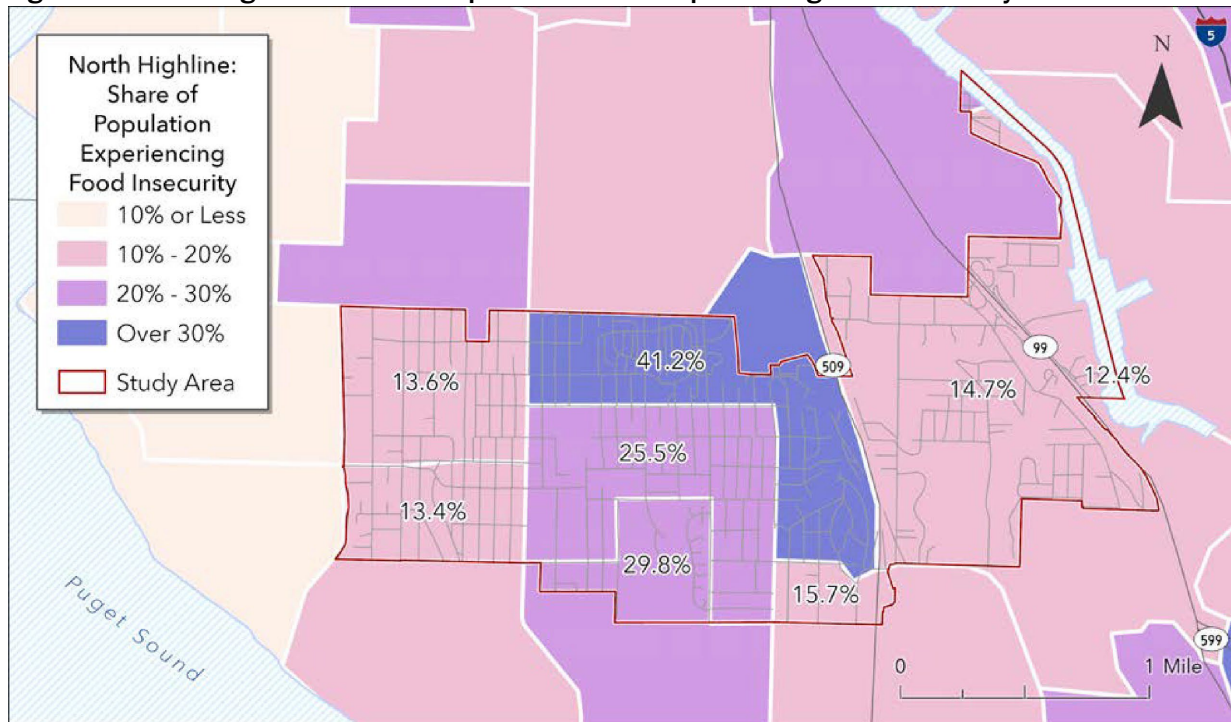 North Highline:
Share of
Population
Experiencing
Food Insecurity
10% or Less
10% - 20%
20% - 30%
Over 30%
Study Area
N
5
509
99
599
41.2%
13.6%
14.7%
12.4%
25.5%
13.4%
29.8%
15.7%
Puget Sound
0
1 Mile